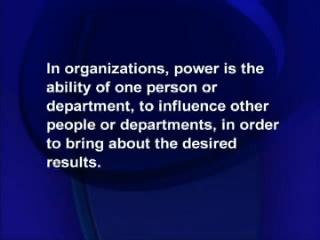 In organizations, power is the
ability of one person or
department, to influence other
people or departments, in order
to bring about the desired
results.